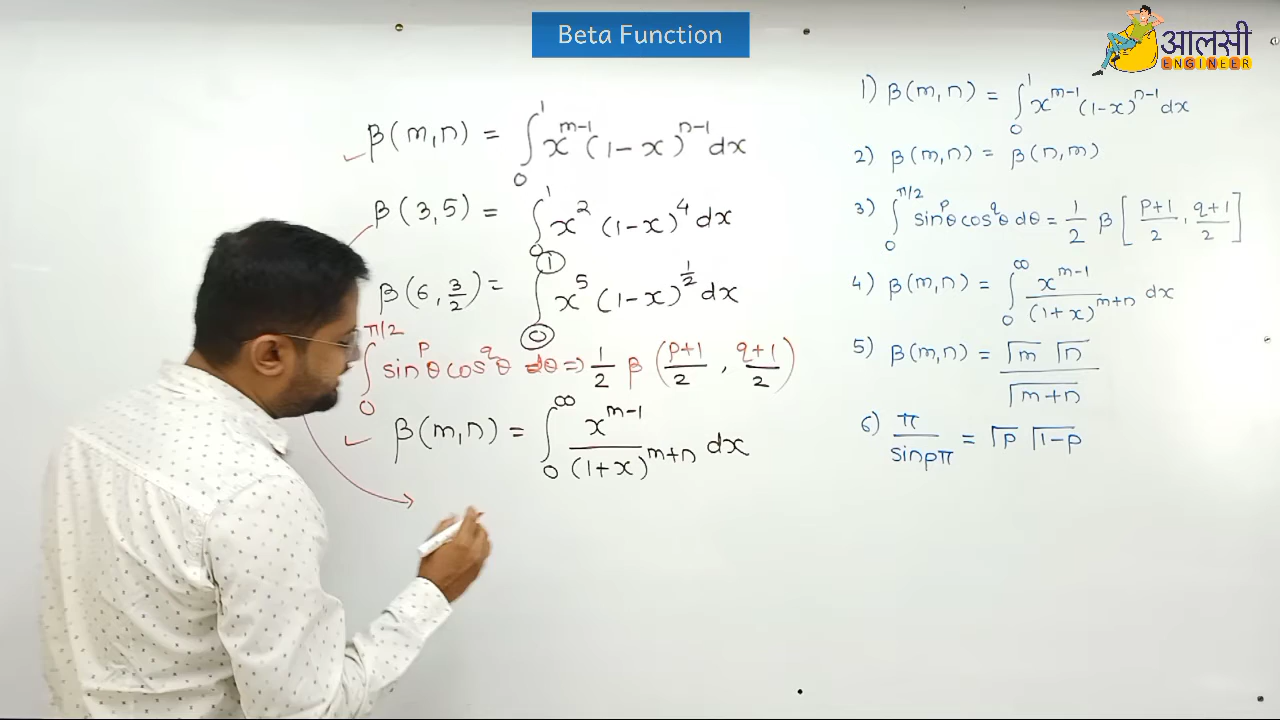 Beta Function
आलसी
ENGINEER
β(m,n) = ∫₀¹ x^(m-1) (1-x)^(n-1) dx
β(3,5) = ∫₀¹ x² (1-x)⁴ dx
β(6, 3/2) = ∫₀¹ x⁵ (1-x)^(1/2) dx
∫₀^(π/2) sin^p θ cos^q θ dθ => 1/2 β (p+1/2 , q+1/2)
β(m,n) = ∫₀^∞ x^(m-1)/(1+x)^(m+n) dx
1) β(m,n) = ∫₀¹ x^(m-1) (1-x)^(n-1) dx
2) β(m,n) = β(n,m)
3) ∫₀^(π/2) sin^p θ cos^q θ dθ = 1/2 β [p+1/2 , q+1/2]
4) β(m,n) = ∫₀^∞ x^(m-1)/(1+x)^(m+n) dx
5) β(m,n) = Γm Γn / Γm+n
6) π/sinpπ = Γp Γ1-p